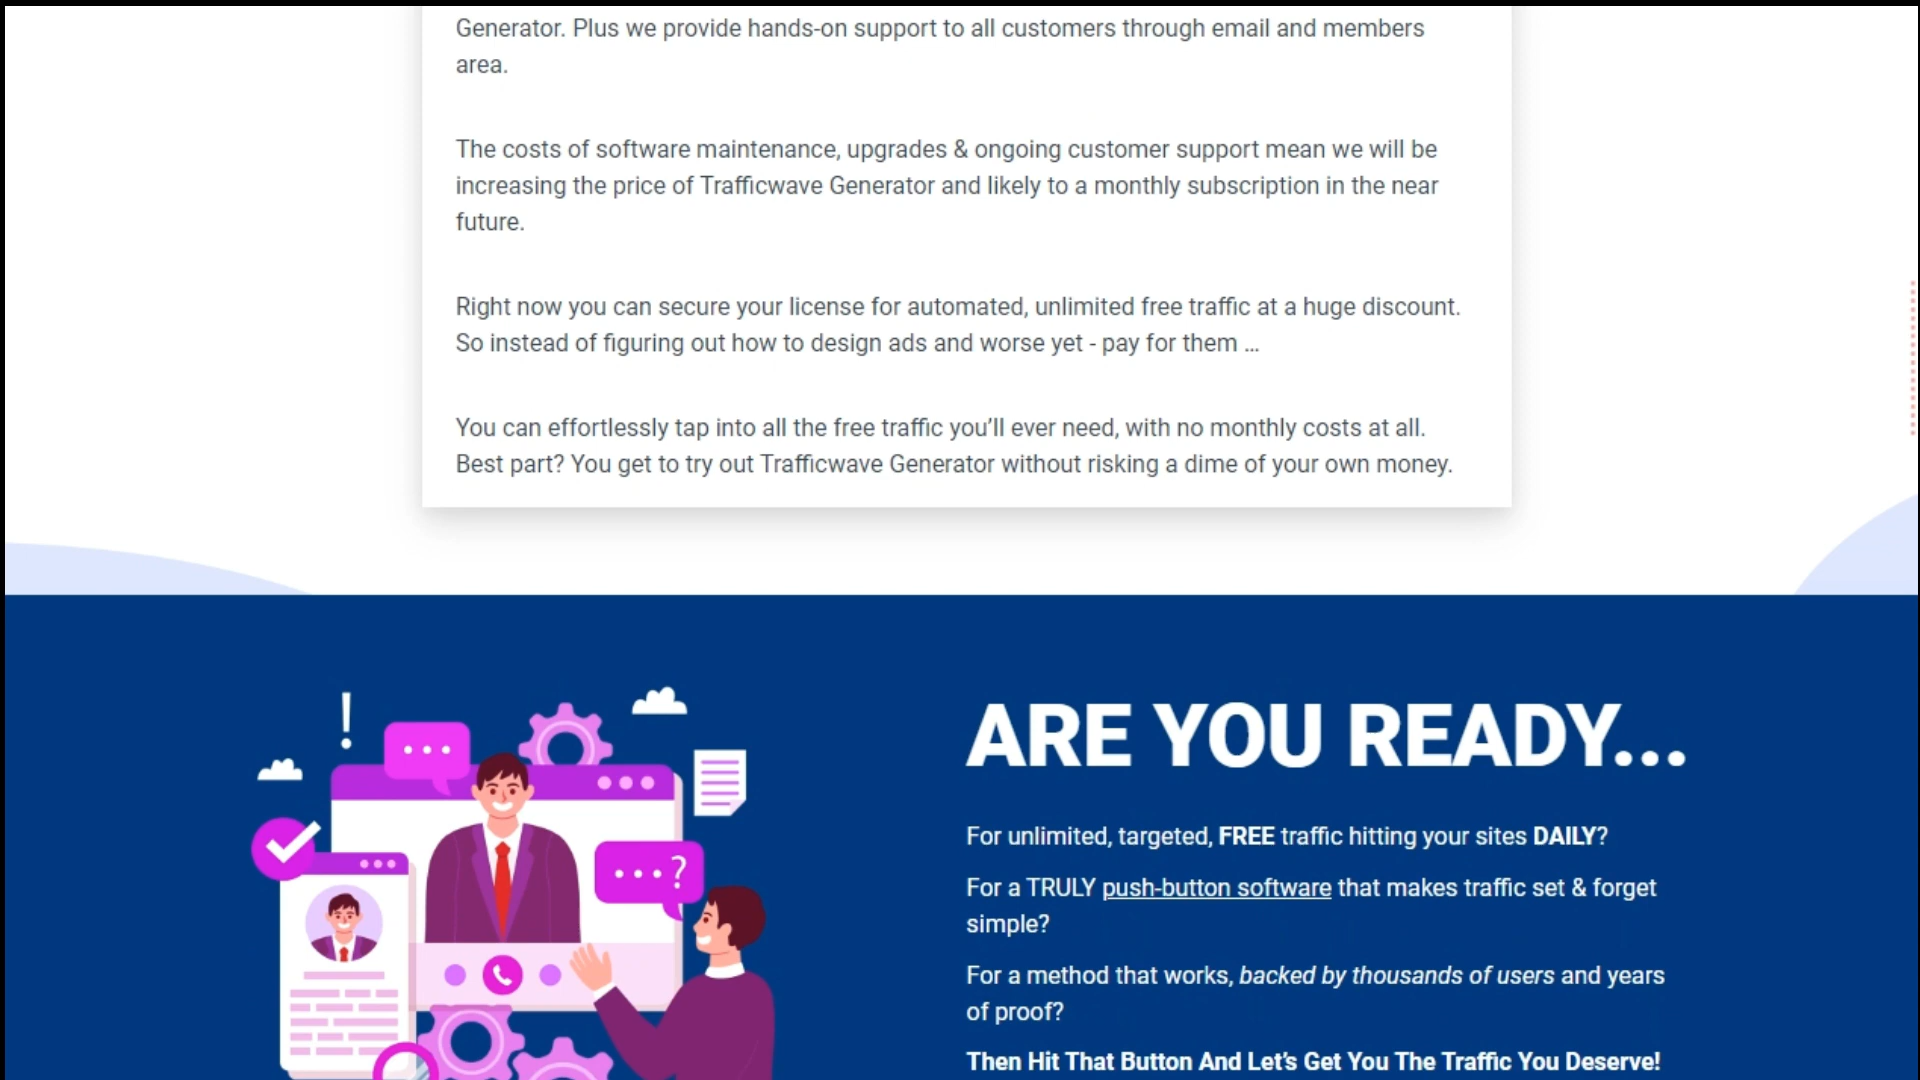 Generator. Plus we provide hands-on support to all customers through email and members
area.
The costs of software maintenance, upgrades & ongoing customer support mean we will be
increasing the price of Trafficwave Generator and likely to a monthly subscription in the near
future.
Right now you can secure your license for automated, unlimited free traffic at a huge discount.
So instead of figuring out how to design ads and worse yet - pay for them ...
You can effortlessly tap into all the free traffic you’ll ever need, with no monthly costs at all.
Best part? You get to try out Trafficwave Generator without risking a dime of your own money.
ARE YOU READY...
For unlimited, targeted, FREE traffic hitting your sites DAILY?
For a TRULY push-button software that makes traffic set & forget
simple?
For a method that works, backed by thousands of users and years
of proof?
Then Hit That Button And Let’s Get You The Traffic You Deserve!